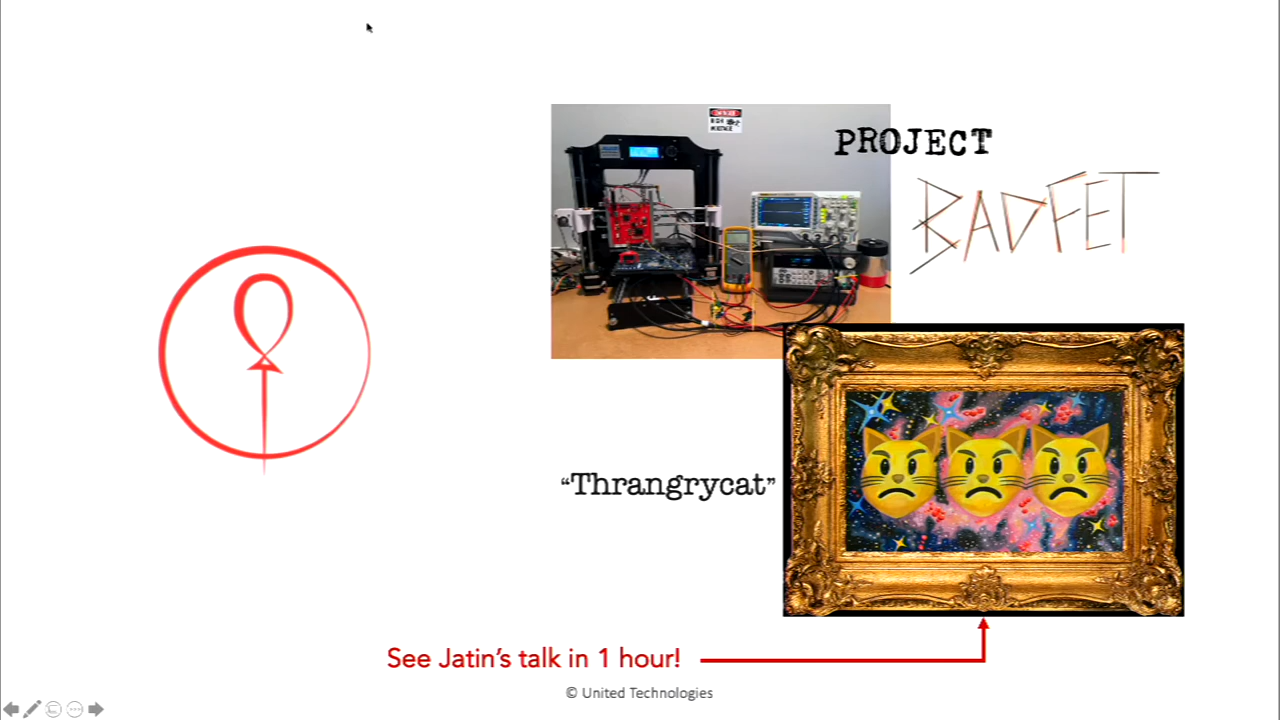 PROJECT
BADFET
“Thrangrycat”
See Jatin’s talk in 1 hour!
© United Technologies